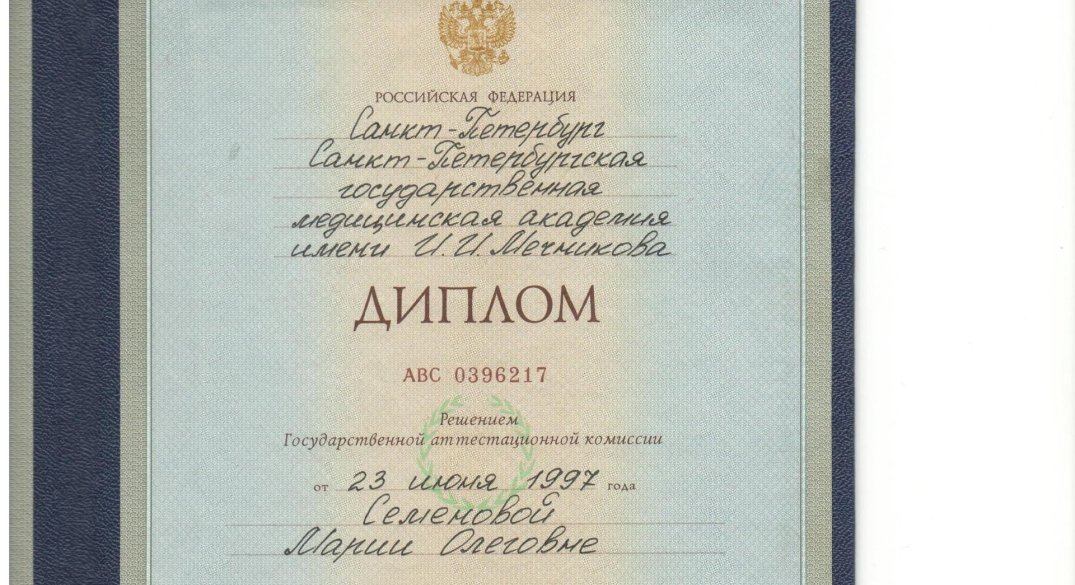 РОССИЙСКАЯ ФЕДЕРАЦИЯ
Санкт-Петербург
Санкт-Петербургская
государственная
медицинская академия
имени И.И.Мечникова
ДИПЛОМ
АВС 0396217
Решением
Государственной аттестационной комиссии
от 23 июня 1997 года
Семеновой
Марии Олеговне